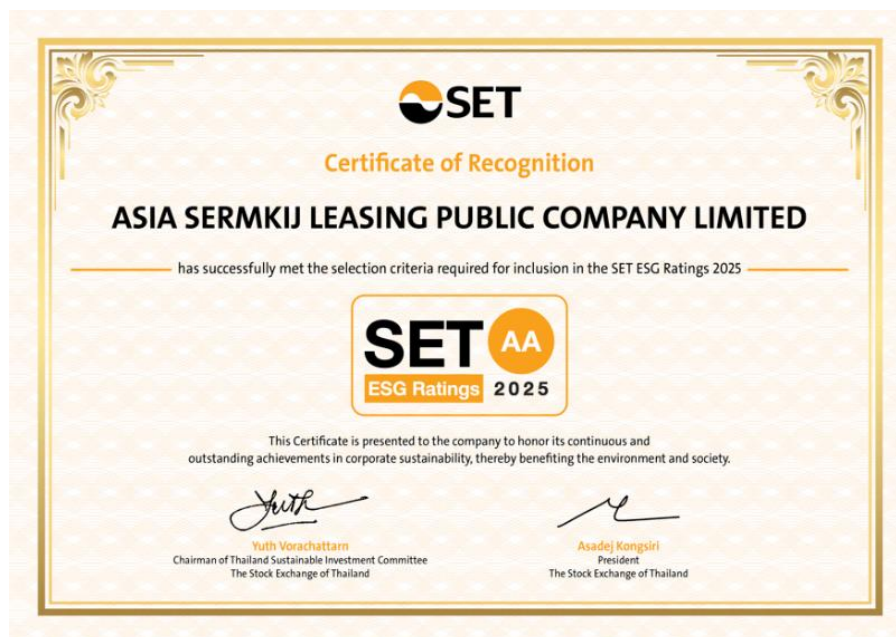 SET
Certificate of Recognition
ASIA SERMKIJ LEASING PUBLIC COMPANY LIMITED
has successfully met the selection criteria required for inclusion in the SET ESG Ratings 2025
SET AA
ESG Ratings 2025
This Certificate is presented to the company to honor its continuous and
outstanding achievements in corporate sustainability, thereby benefiting the environment and society.
Yuth
Yuth Vorachattarn
Chairman of Thailand Sustainable Investment Committee
The Stock Exchange of Thailand
Asadej Kongsiri
President
The Stock Exchange of Thailand